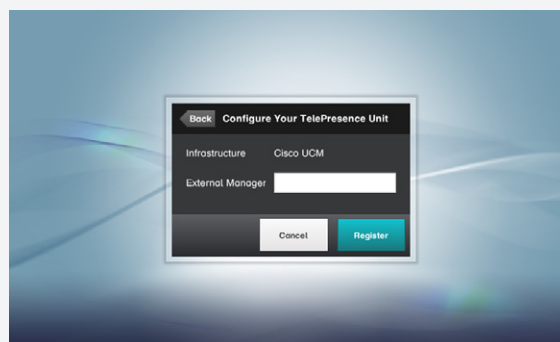 Back Configure Your TelePresence Unit
Infrastructure Cisco UCM
External Manager
Cancel Register